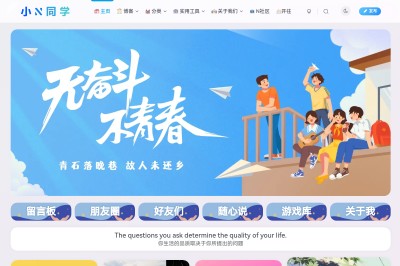 小N同学
主页 博客 分类 实用工具 关于我们 N社区 开往
无奋斗
不青春
青石落晚巷 故人未还乡
留言板 朋友圈 好友们 随心说 游戏库 关于我
The questions you ask determine the quality of your life.
你生活的品质取决于你所提出的问题